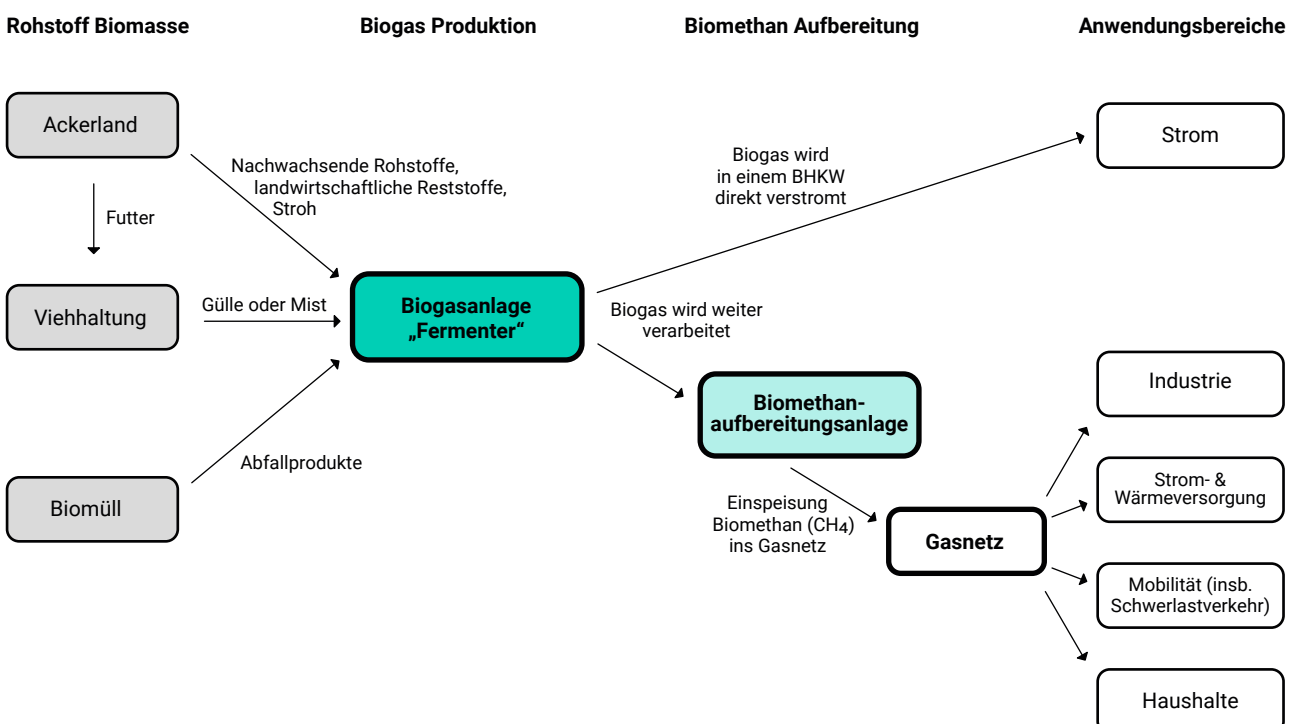 Rohstoff Biomasse
Biogas Produktion
Biomethan Aufbereitung
Anwendungsbereiche
Ackerland
Nachwachsende Rohstoffe,
landwirtschaftliche Reststoffe,
Stroh
Futter
Viehhaltung
Gülle oder Mist
Biomüll
Abfallprodukte
Biogasanlage
„Fermenter“
Biogas wird
in einem BHKW
direkt verstromt
Strom
Biogas wird weiter
verarbeitet
Biomethan-
aufbereitungsanlage
Einspeisung
Biomethan (CH4)
ins Gasnetz
Gasnetz
Industrie
Strom- &
Wärmeversorgung
Mobilität (insb.
Schwerlastverkehr)
Haushalte